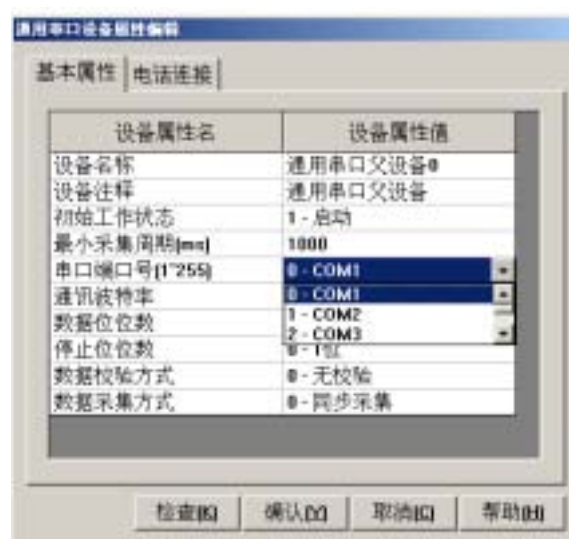 通用串口设备属性编辑
基本属性 电话连接
设备属性名 设备属性值
设备名称 通用串口父设备0
设备注释 通用串口父设备
初始工作状态 1 - 启动
最小采集周期(ms) 1000
串口端口号(1~255) 0 - COM1
通讯波特率 0 - COM1
数据位位数 1 - COM2
2 - COM3
停止位位数 0 - 1位
数据校验方式 0 - 无校验
数据采集方式 0 - 同步采集
检查(K) 确认(Y) 取消(C) 帮助(H)